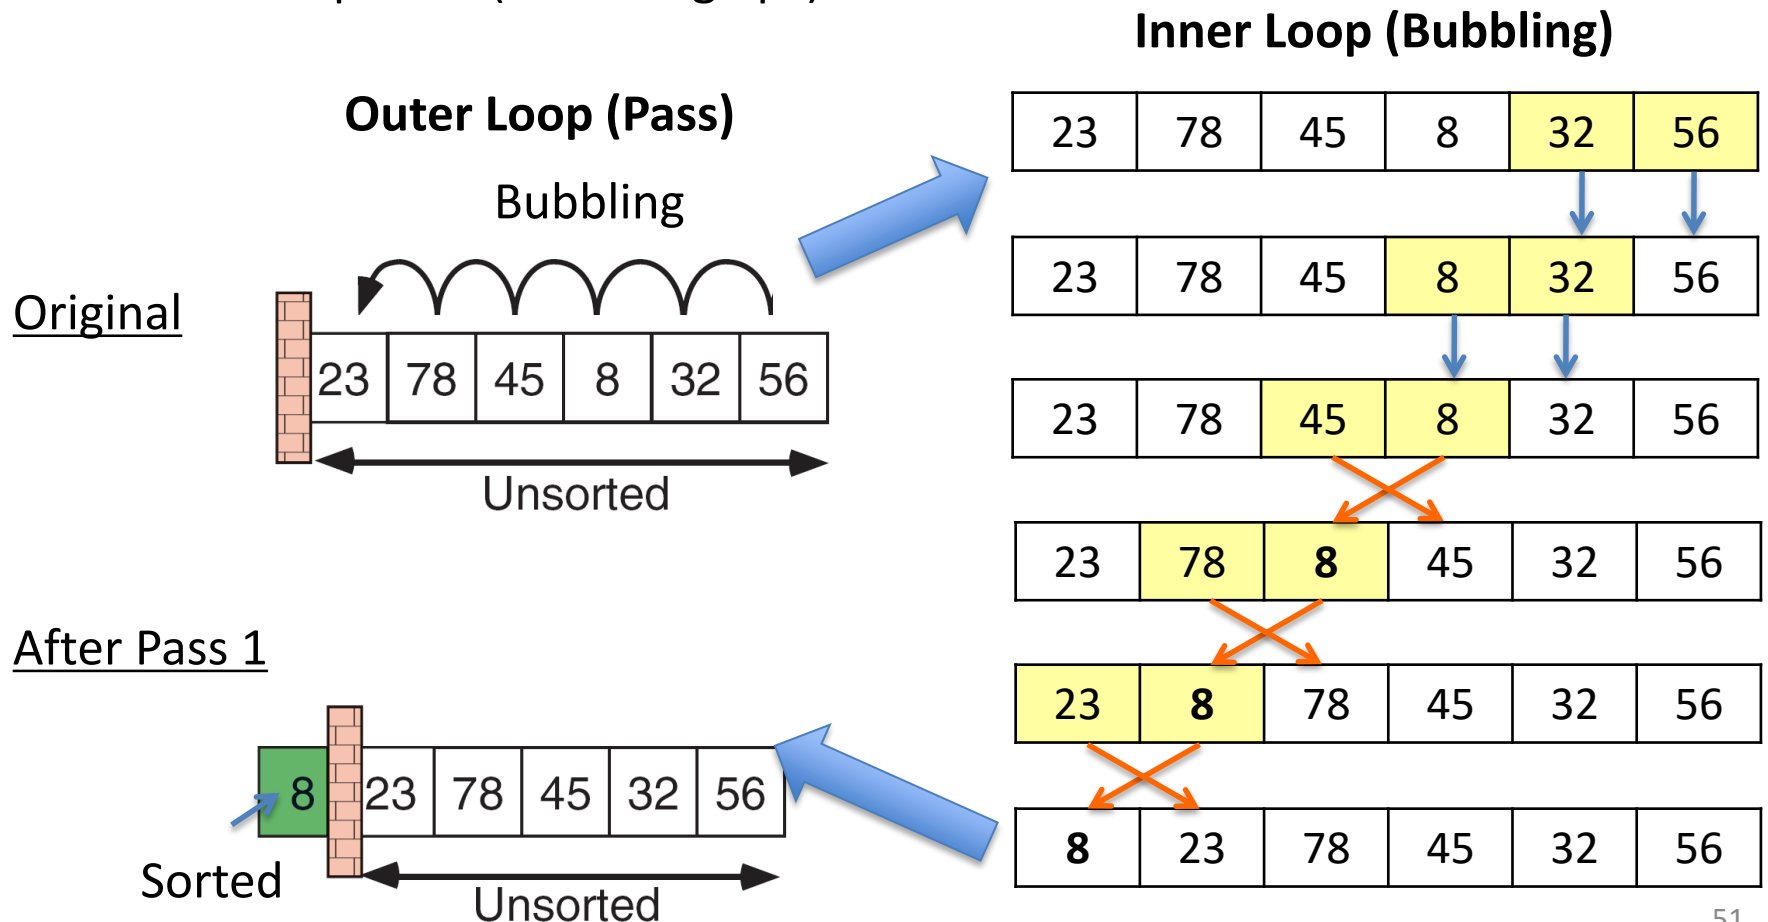 Inner Loop (Bubbling)
Outer Loop (Pass)
Bubbling
Original
23 78 45 8 32 56
Unsorted
After Pass 1
8 23 78 45 32 56
Sorted
Unsorted
23 78 45 8 32 56
23 78 45 8 32 56
23 78 45 8 32 56
23 78 8 45 32 56
23 8 78 45 32 56
8 23 78 45 32 56
51